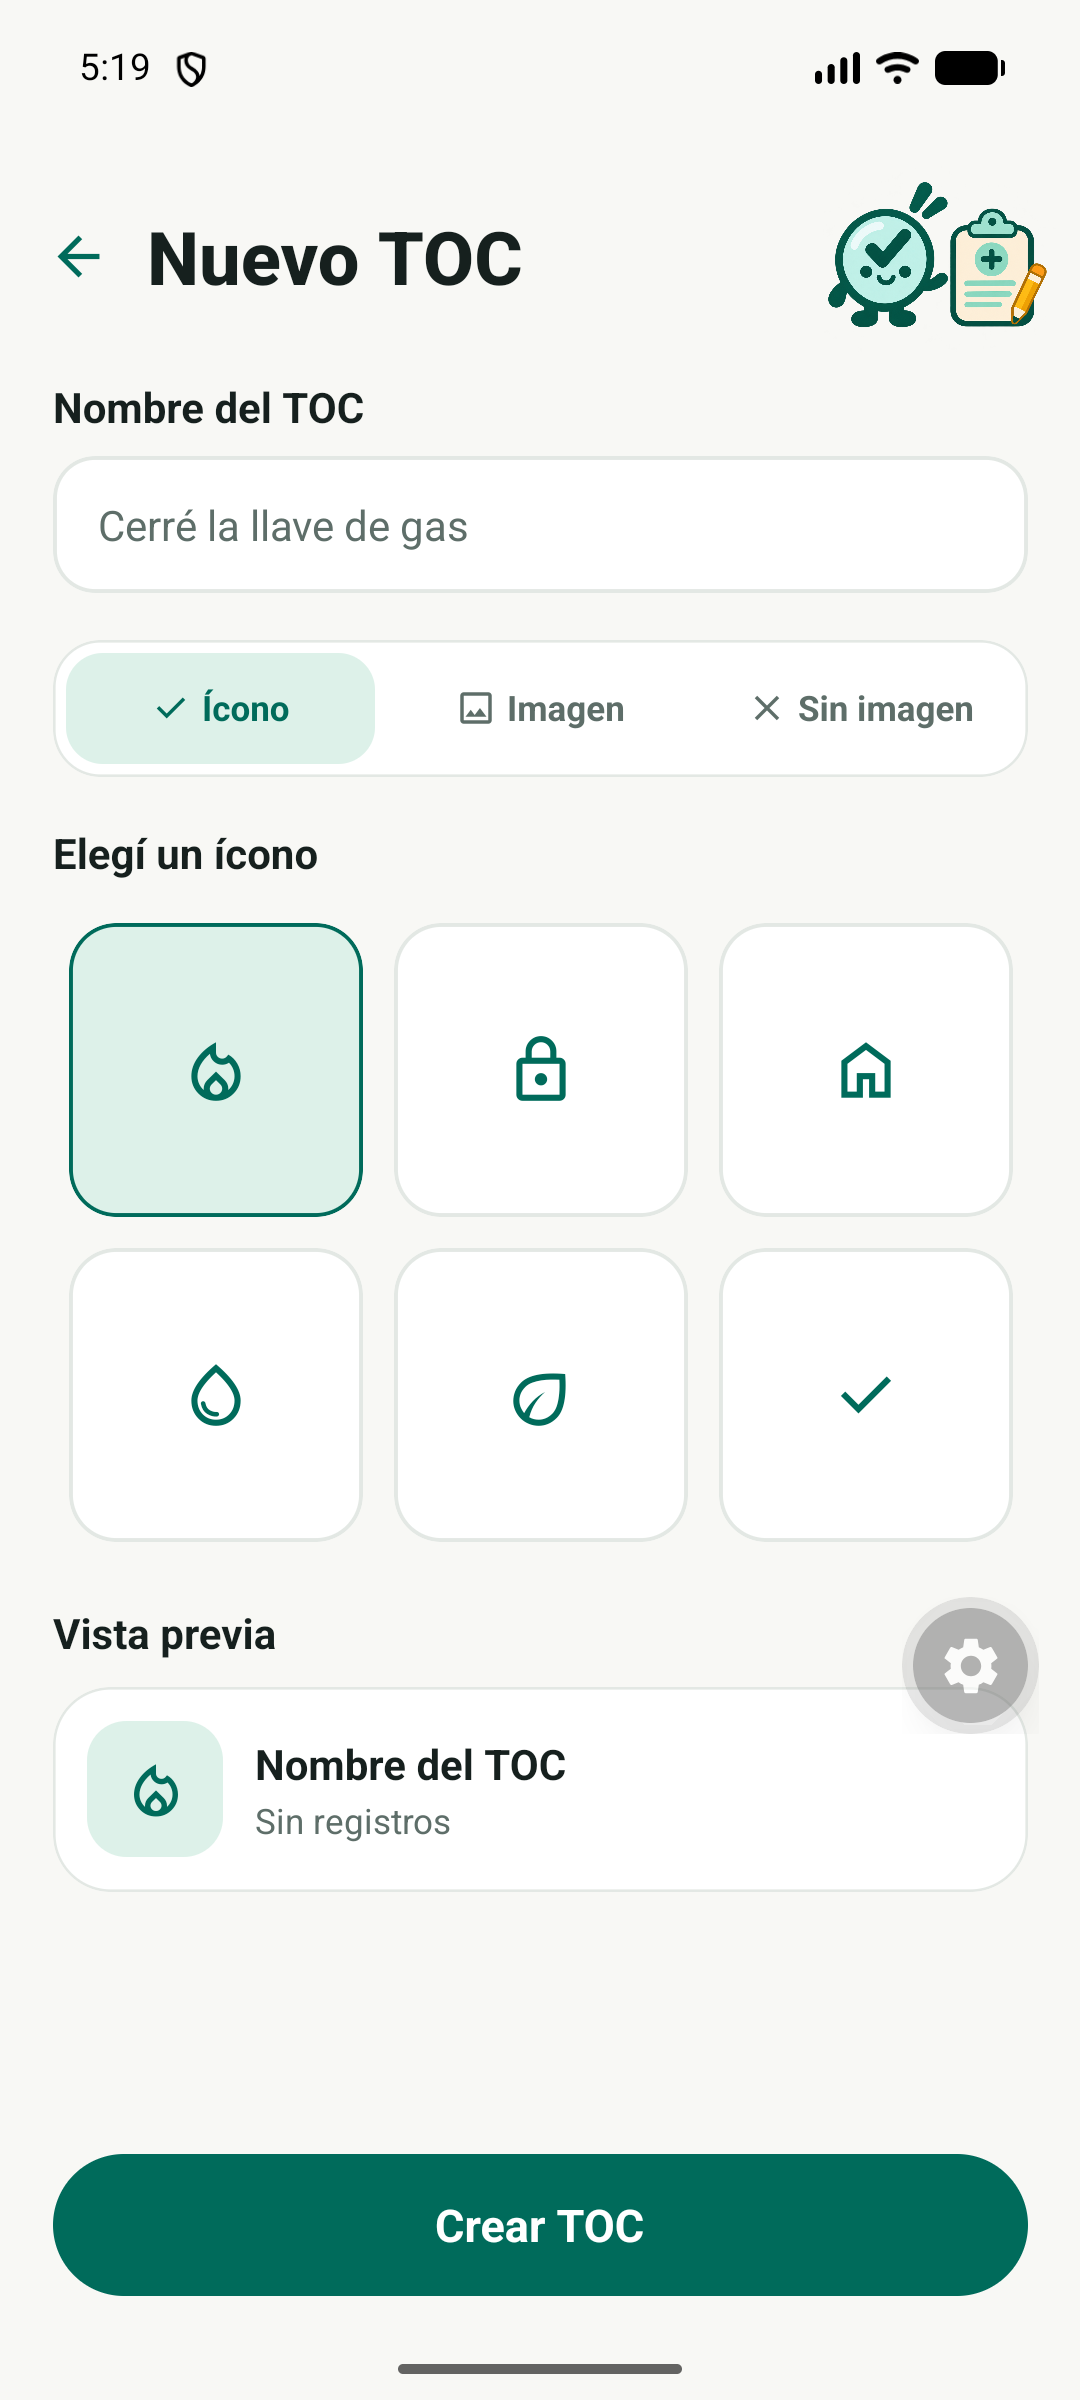 5:19
Nuevo TOC
Nombre del TOC
Cerré la llave de gas
Ícono
Imagen
Sin imagen
Elegí un ícono
Vista previa
Nombre del TOC
Sin registros
Crear TOC